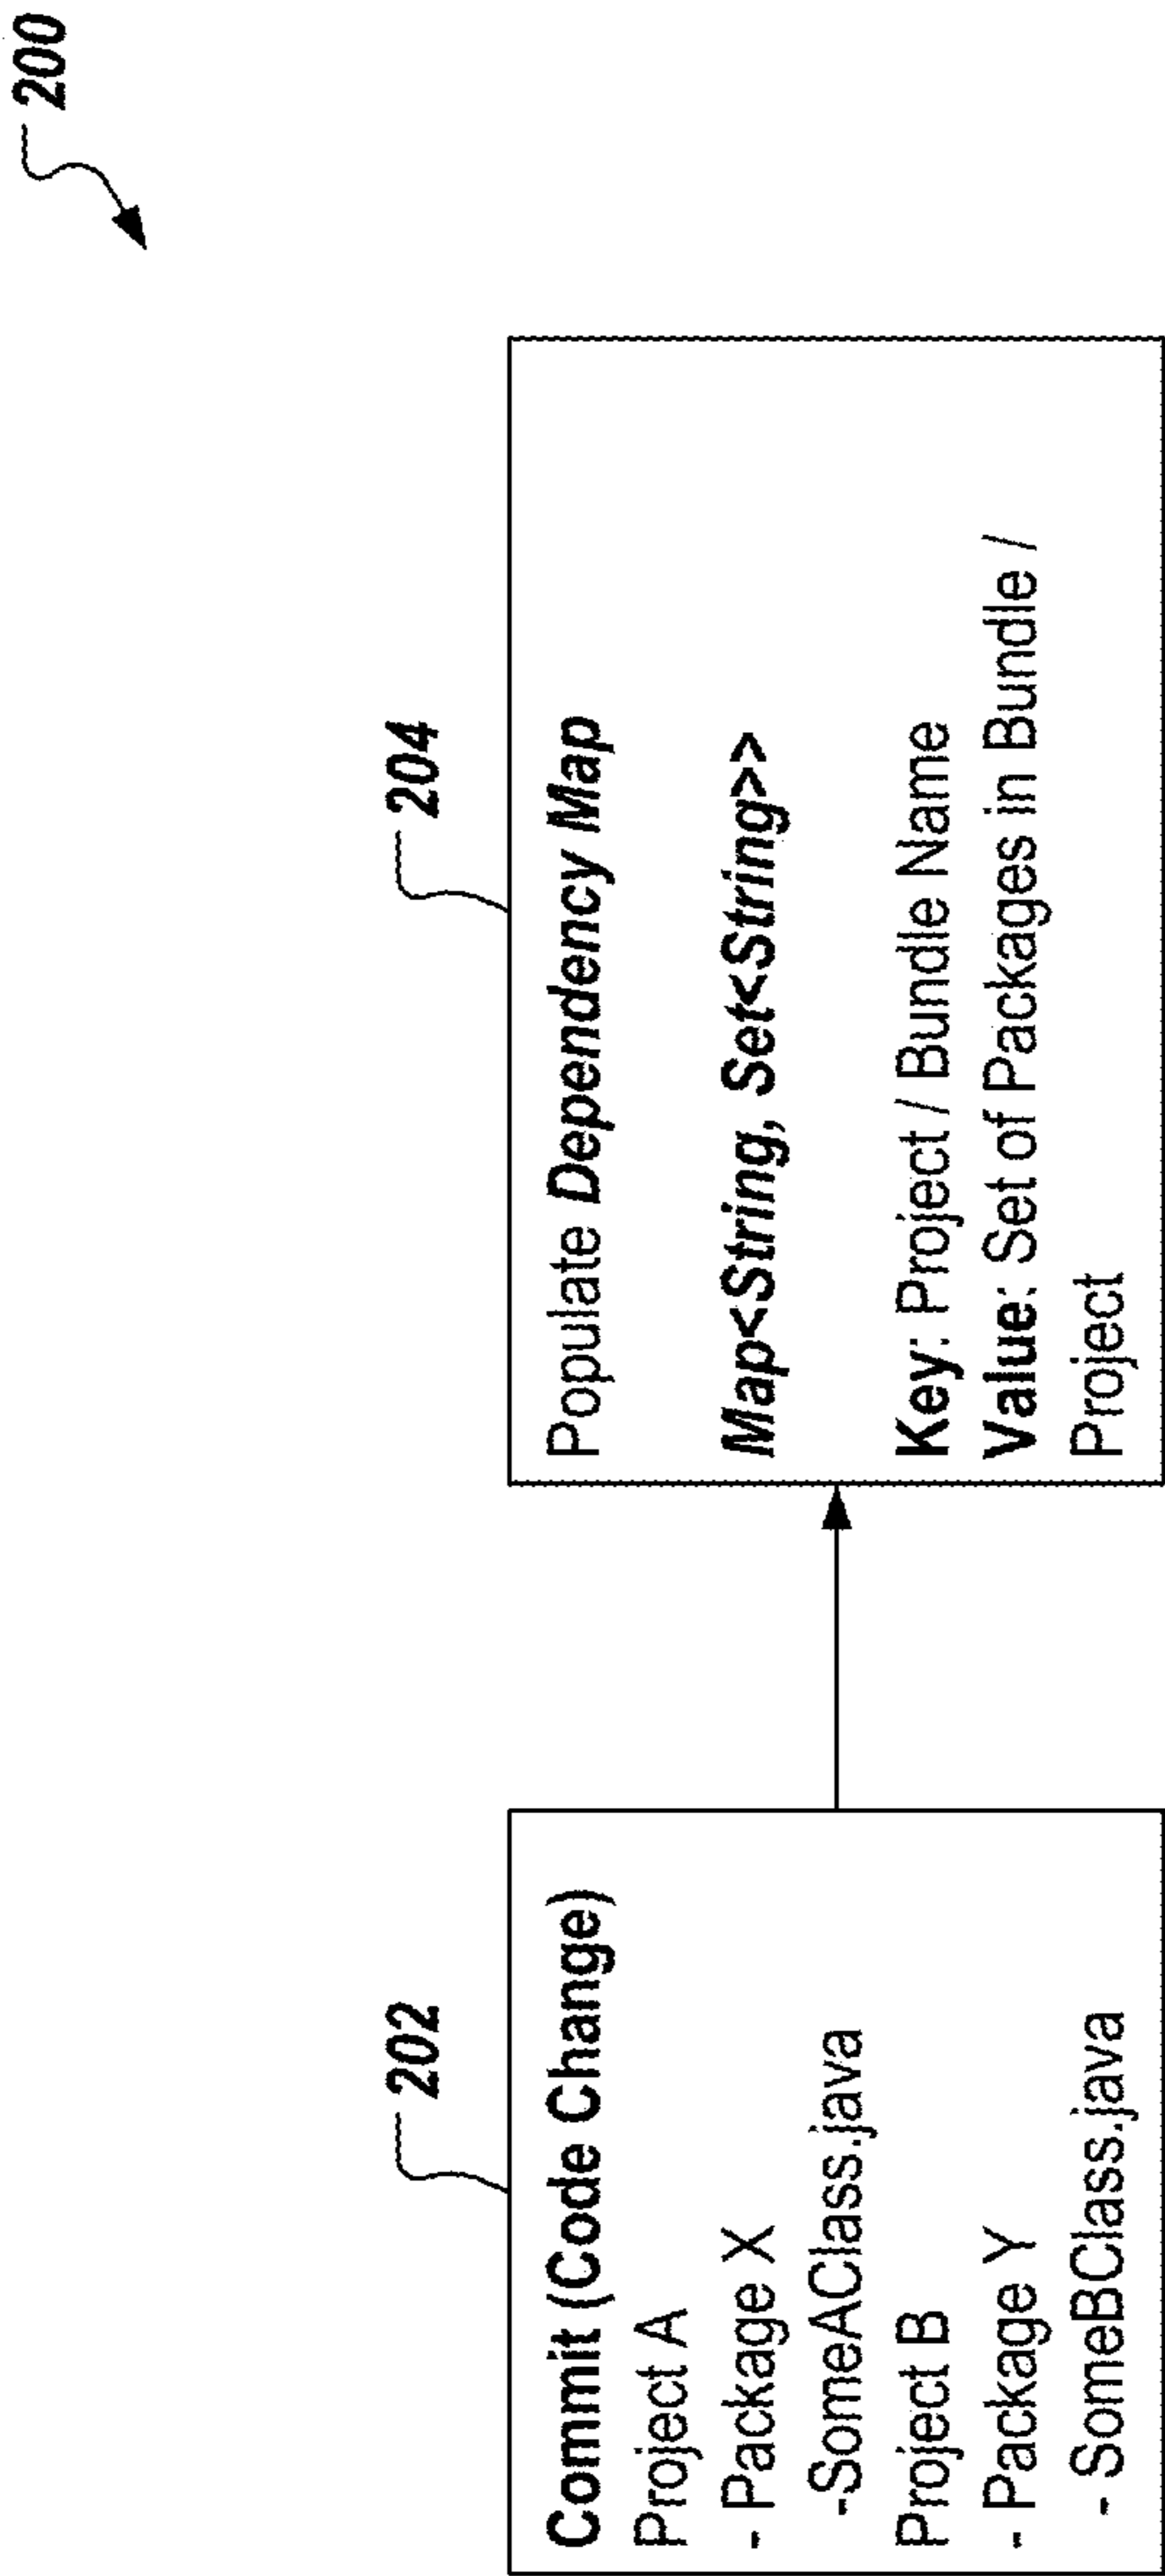 200
202
Commit (Code Change)
Project A
- Package X
-SomeAClass.java
Project B
- Package Y
- SomeBClass.java
204
Populate Dependency Map
Map<String, Set<String>>
Key: Project / Bundle Name
Value: Set of Packages in Bundle /
Project